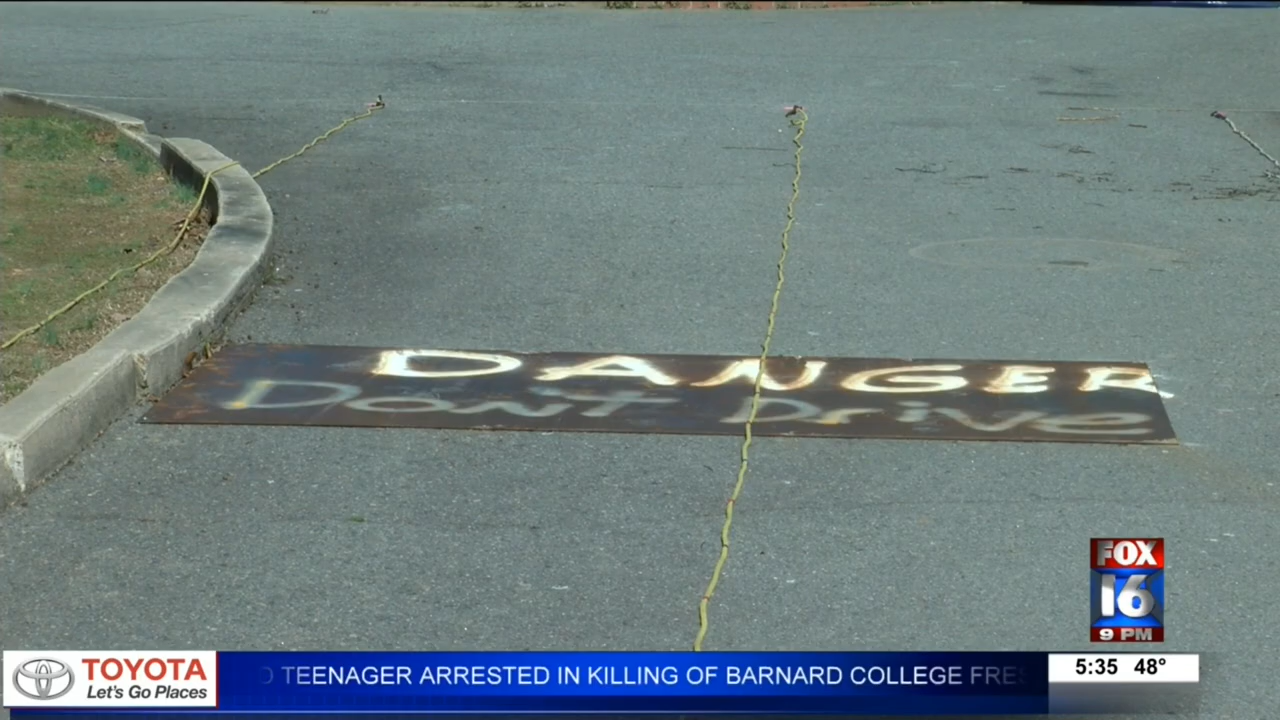 DANGER
Don't Drive
FOX
16
9 PM
TOYOTA
Let's Go Places
TEENAGER ARRESTED IN KILLING OF BARNARD COLLEGE
5:35 48°